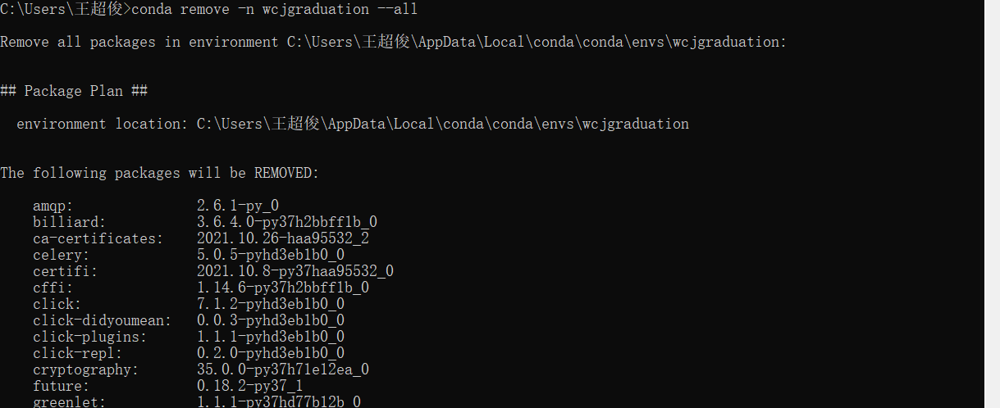 C:\Users\王超俊>conda remove -n wcjgraduation --all
Remove all packages in environment C:\Users\王超俊\AppData\Local\conda\conda\envs\wcjgraduation:
## Package Plan ##
environment location: C:\Users\王超俊\AppData\Local\conda\conda\envs\wcjgraduation
The following packages will be REMOVED:
amqp: 2.6.1-py_0
billiard: 3.6.4.0-py37h2bbff1b_0
ca-certificates: 2021.10.26-haa95532_2
celery: 5.0.5-pyhd3eb1b0_0
certifi: 2021.10.8-py37haa95532_0
cffi: 1.14.6-py37h2bbff1b_0
click: 7.1.2-pyhd3eb1b0_0
click-didyoumean: 0.0.3-pyhd3eb1b0_0
click-plugins: 1.1.1-pyhd3eb1b0_0
click-repl: 0.2.0-pyhd3eb1b0_0
cryptography: 35.0.0-py37h71e12ea_0
future: 0.18.2-py37_1
greenlet: 1.1.1-py37hd77b12b_0